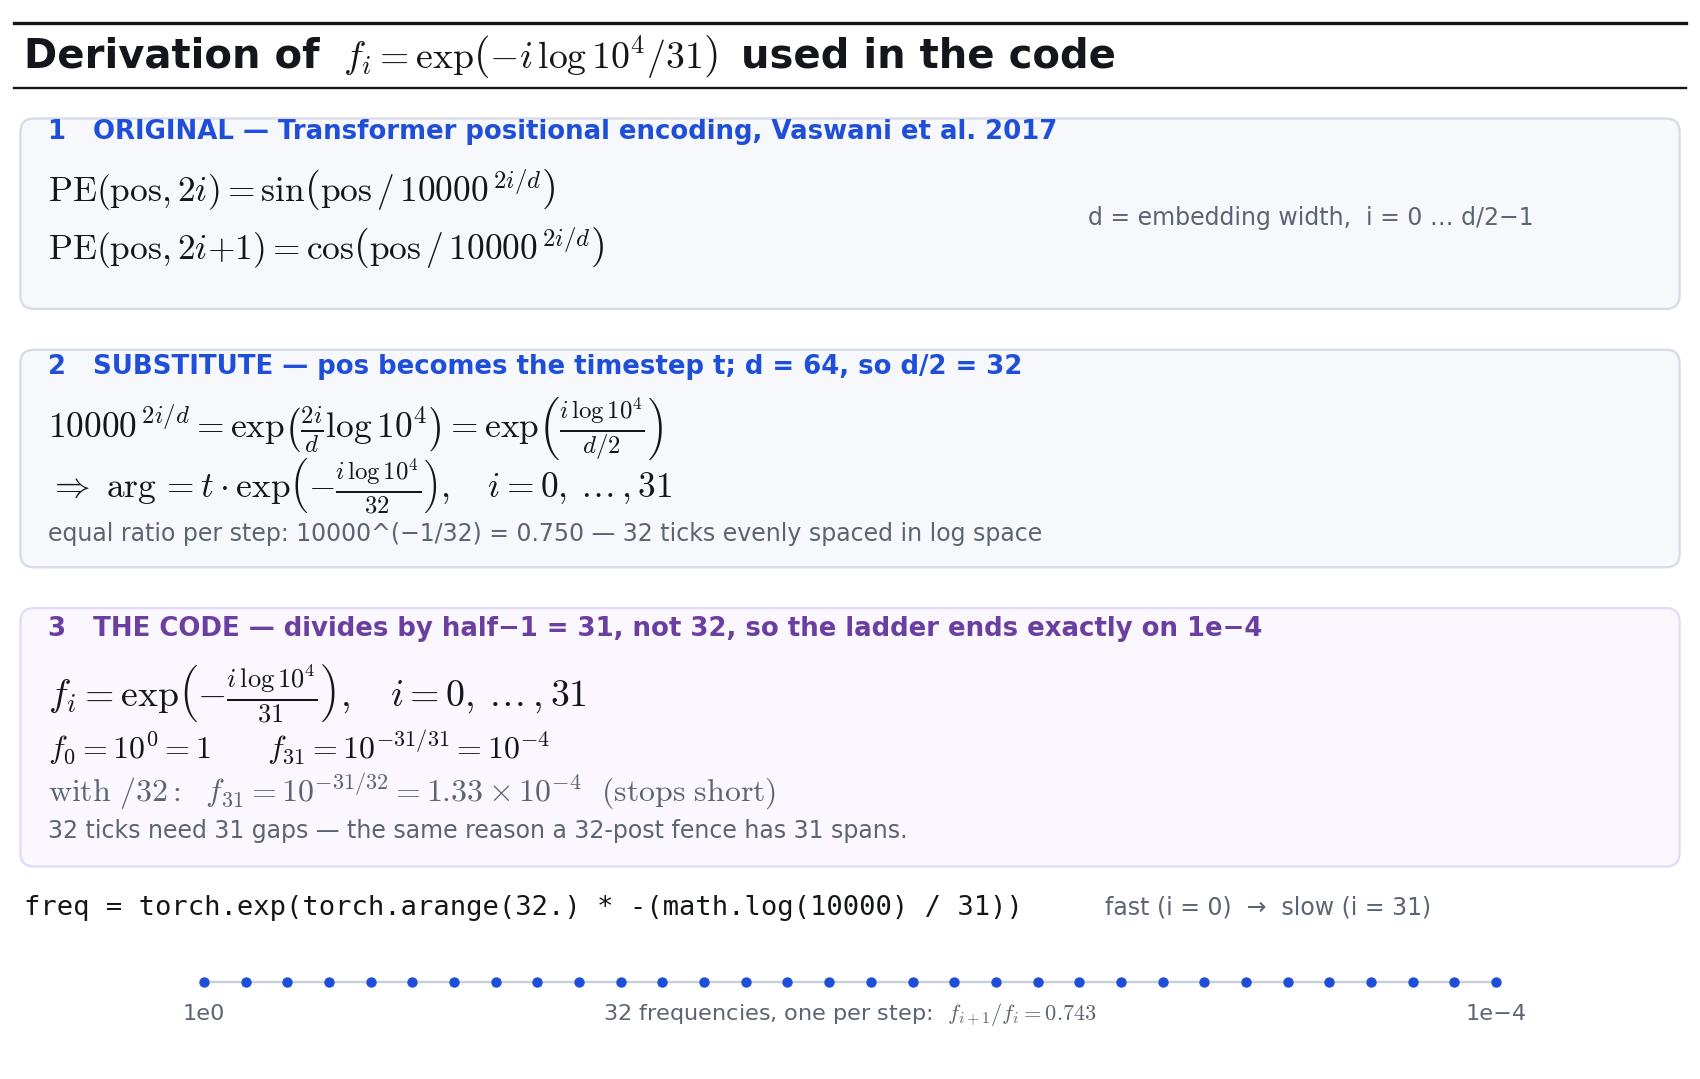 Derivation of f_i = exp(−i log 10^4/31) used in the code
1 ORIGINAL — Transformer positional encoding, Vaswani et al. 2017
PE(pos, 2i) = sin(pos / 10000^{2i/d})
d = embedding width, i = 0 … d/2−1
PE(pos, 2i+1) = cos(pos / 10000^{2i/d})
2 SUBSTITUTE — pos becomes the timestep t; d = 64, so d/2 = 32
10000^{2i/d} = exp(\frac{2i}{d} log 10^4) = exp(\frac{i log 10^4}{d/2})
⇒ arg = t · exp(−\frac{i log 10^4}{32}), i = 0, …, 31
equal ratio per step: 10000^(−1/32) = 0.750 — 32 ticks evenly spaced in log space
3 THE CODE — divides by half−1 = 31, not 32, so the ladder ends exactly on 1e−4
f_i = exp(−\frac{i log 10^4}{31}), i = 0, …, 31
f_0 = 10^0 = 1 f_{31} = 10^{−31/31} = 10^{−4}
with /32: f_{31} = 10^{−31/32} = 1.33 × 10^{−4} (stops short)
32 ticks need 31 gaps — the same reason a 32-post fence has 31 spans.
freq = torch.exp(torch.arange(32.) * -(math.log(10000) / 31)) fast (i = 0) → slow (i = 31)
1e0 32 frequencies, one per step: f_{i+1}/f_i = 0.743 1e−4